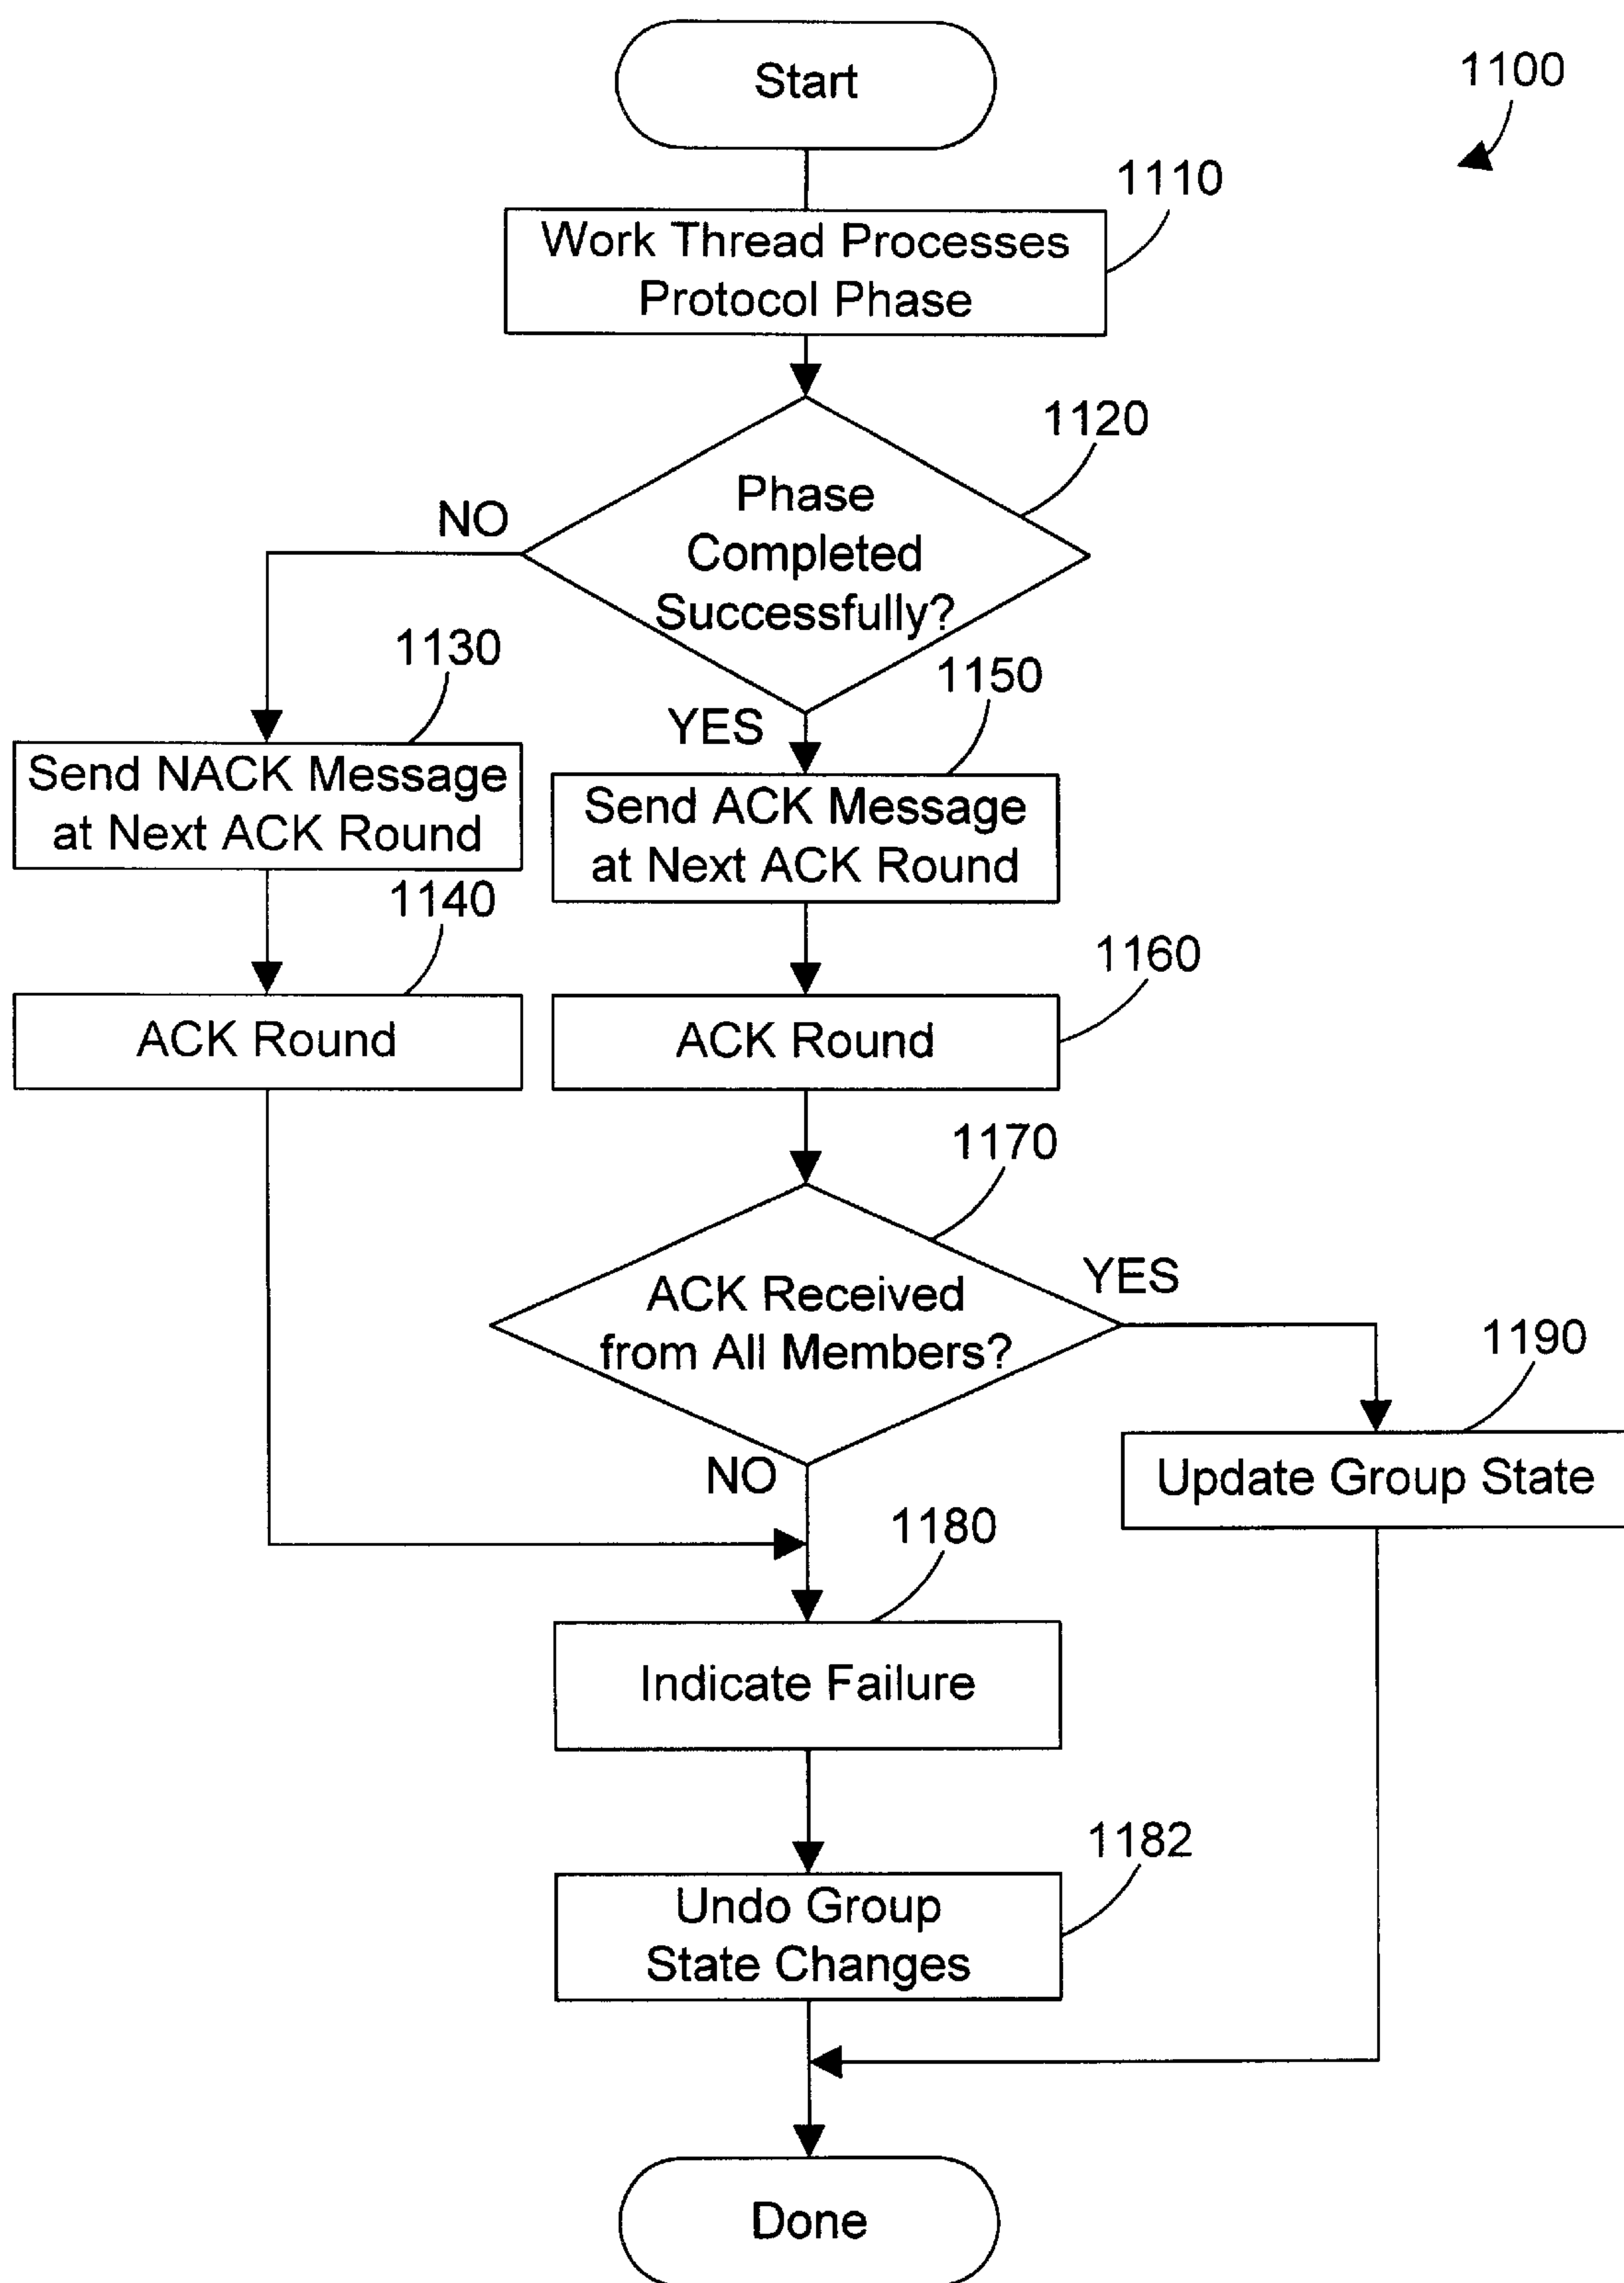 Start
1100
1110
Work Thread Processes
Protocol Phase
1120
Phase
Completed
Successfully?
NO
YES
1130
Send NACK Message
at Next ACK Round
1150
Send ACK Message
at Next ACK Round
1140
ACK Round
1160
ACK Round
1170
ACK Received
from All Members?
YES
NO
1190
Update Group State
1180
Indicate Failure
1182
Undo Group
State Changes
Done